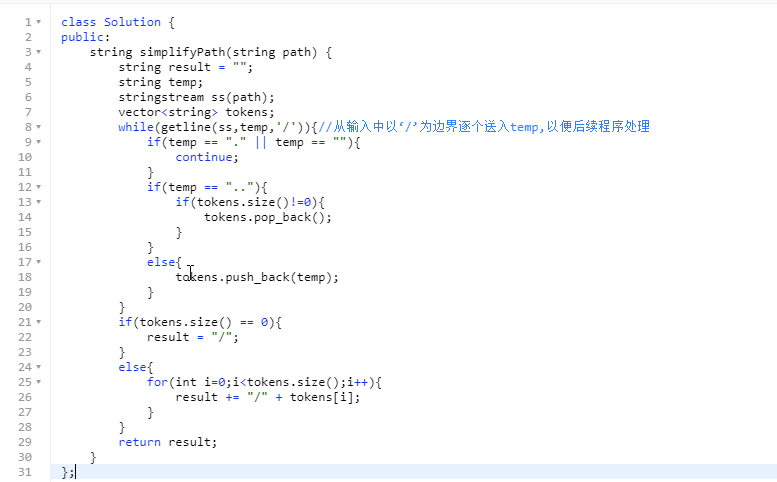 1 class Solution {
2 public:
3     string simplifyPath(string path) {
4         string result = "";
5         string temp;
6         stringstream ss(path);
7         vector<string> tokens;
8         while(getline(ss,temp,'/')){//从输入中以‘/’为边界逐个送入temp,以便后续程序处理
9             if(temp == "." || temp == ""){
10                 continue;
11             }
12             if(temp == ".."){
13                 if(tokens.size()!=0){
14                     tokens.pop_back();
15                 }
16             }
17             else{
18                 tokens.push_back(temp);
19             }
20         }
21         if(tokens.size() == 0){
22             result = "/";
23         }
24         else{
25             for(int i=0;i<tokens.size();i++){
26                 result += "/" + tokens[i];
27             }
28         }
29         return result;
30     }
31 };